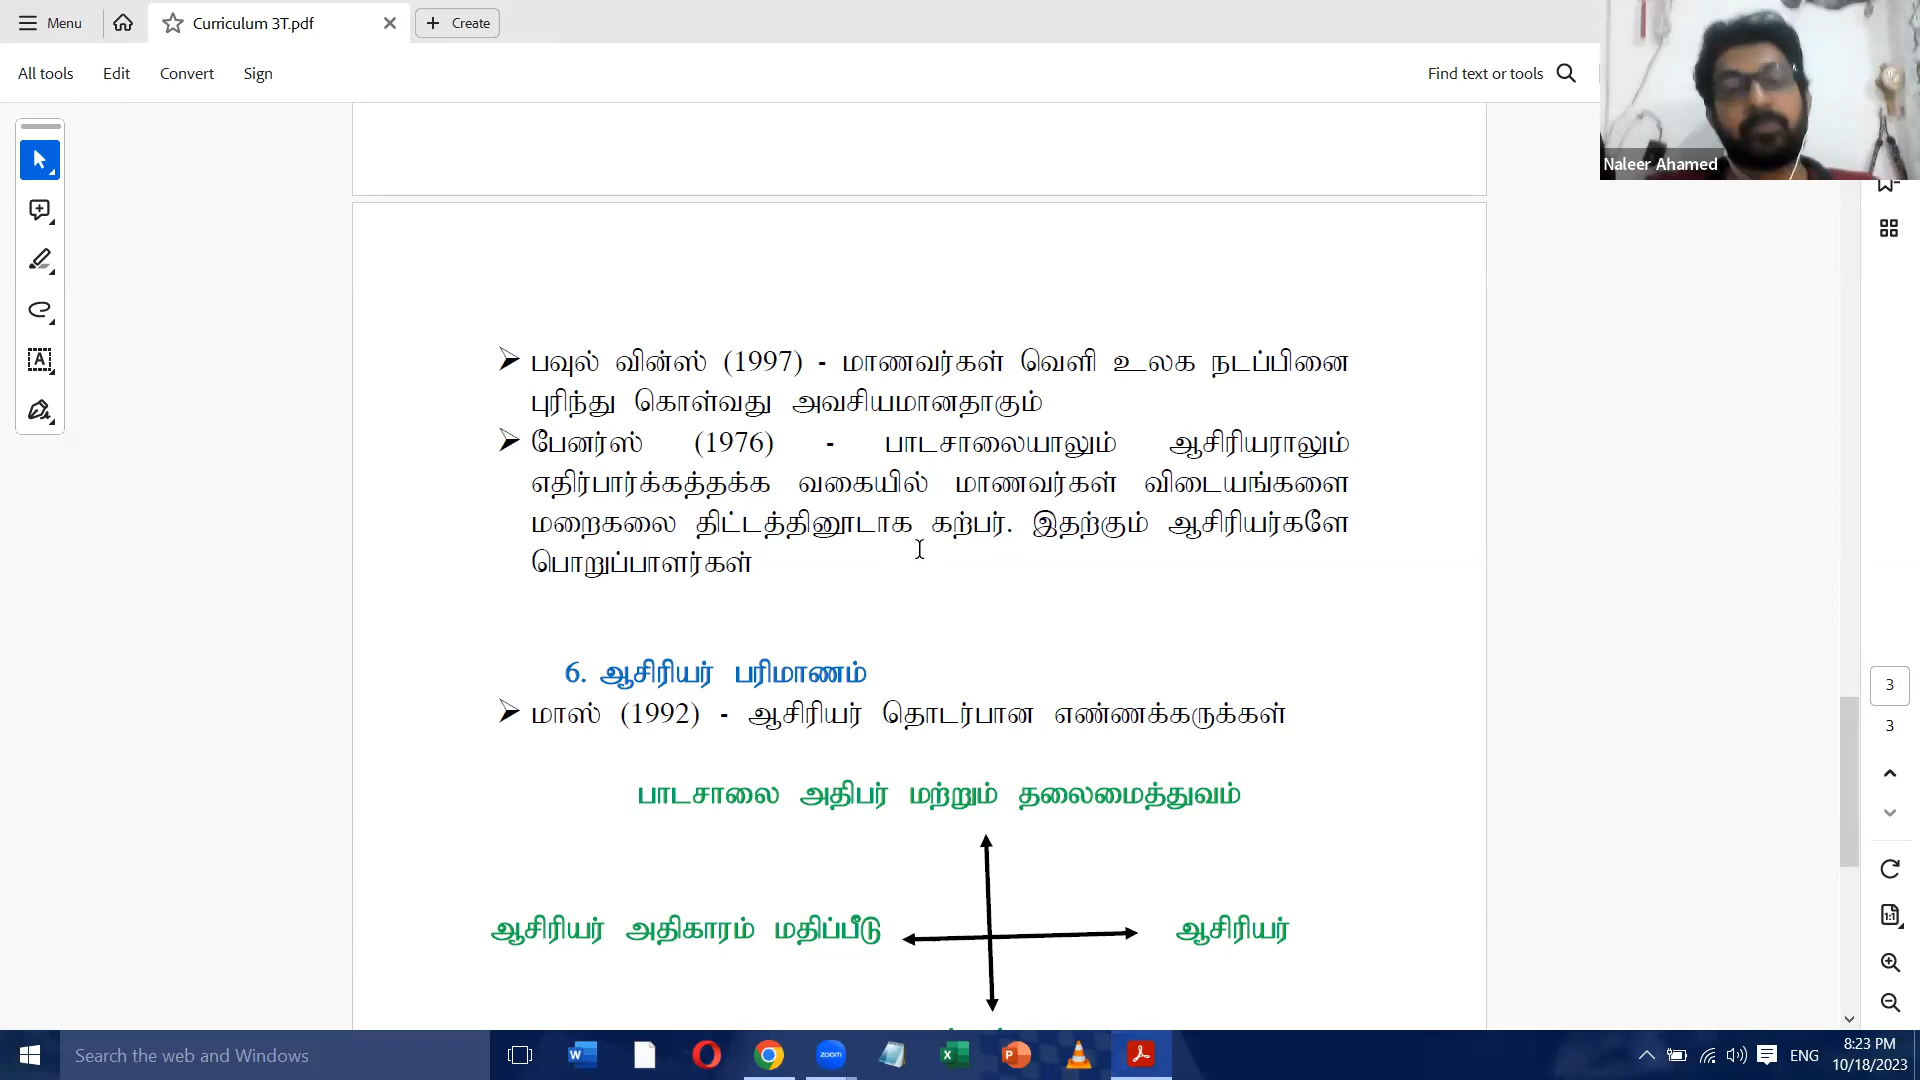 Menu
Curriculum 3T.pdf
Create
All tools
Edit
Convert
Sign
Find text or tools
Naleer Ahamed
பவுல் வின்ஸ் (1997) - மாணவர்கள் வெளி உலக நடப்பினை
புரிந்து கொள்வது அவசியமானதாகும்
பேனர்ஸ் (1976) - பாடசாலையாலும் ஆசிரியராலும்
எதிர்பார்க்கத்தக்க வகையில் மாணவர்கள் விடையங்களை
மறைகலை திட்டத்தினூடாக கற்பர். இதற்கும் ஆசிரியர்களே
பொறுப்பாளர்கள்
6. ஆசிரியர் பரிமாணம்
மாஸ் (1992) - ஆசிரியர் தொடர்பான எண்ணக்கருக்கள்
பாடசாலை அதிபர் மற்றும் தலைமைத்துவம்
ஆசிரியர் அதிகாரம் மதிப்பீடு
ஆசிரியர்
3
3
Search the web and Windows
zoom
ENG
8:23 PM
10/18/2023